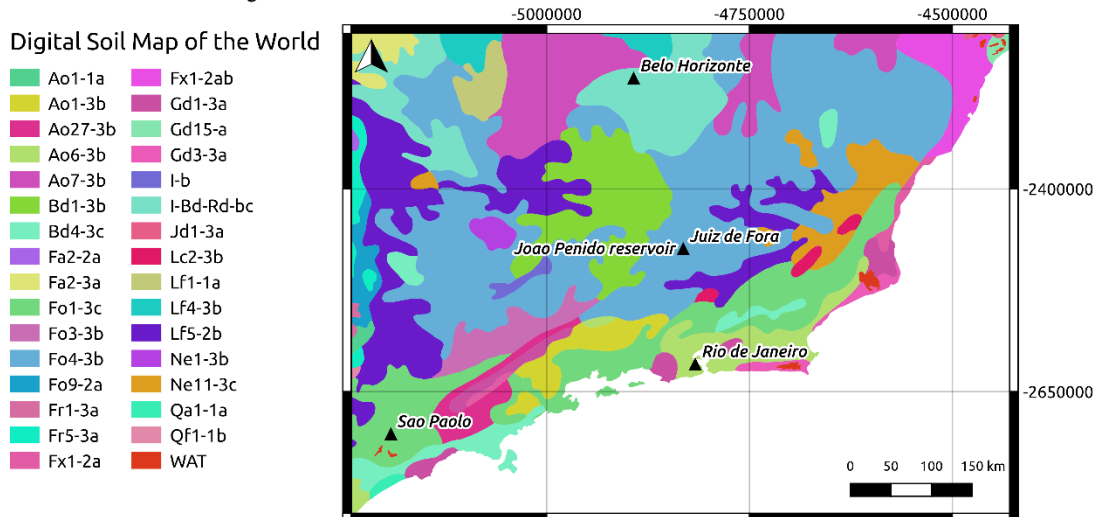 -5000000 -4750000 -4500000
Digital Soil Map of the World
Ao1-1a
Ao1-3b
Ao27-3b
Ao6-3b
Ao7-3b
Bd1-3b
Bd4-3c
Fa2-2a
Fa2-3a
Fo1-3c
Fo3-3b
Fo4-3b
Fo9-2a
Fr1-3a
Fr5-3a
Fx1-2a
Fx1-2ab
Gd1-3a
Gd15-a
Gd3-3a
I-b
I-Bd-Rd-bc
Jd1-3a
Lc2-3b
Lf1-1a
Lf4-3b
Lf5-2b
Ne1-3b
Ne11-3c
Qa1-1a
Qf1-1b
WAT
Belo Horizonte
-2400000
Juiz de Fora
Joao Penido reservoir
Rio de Janeiro
-2650000
Sao Paolo
0 50 100 150 km